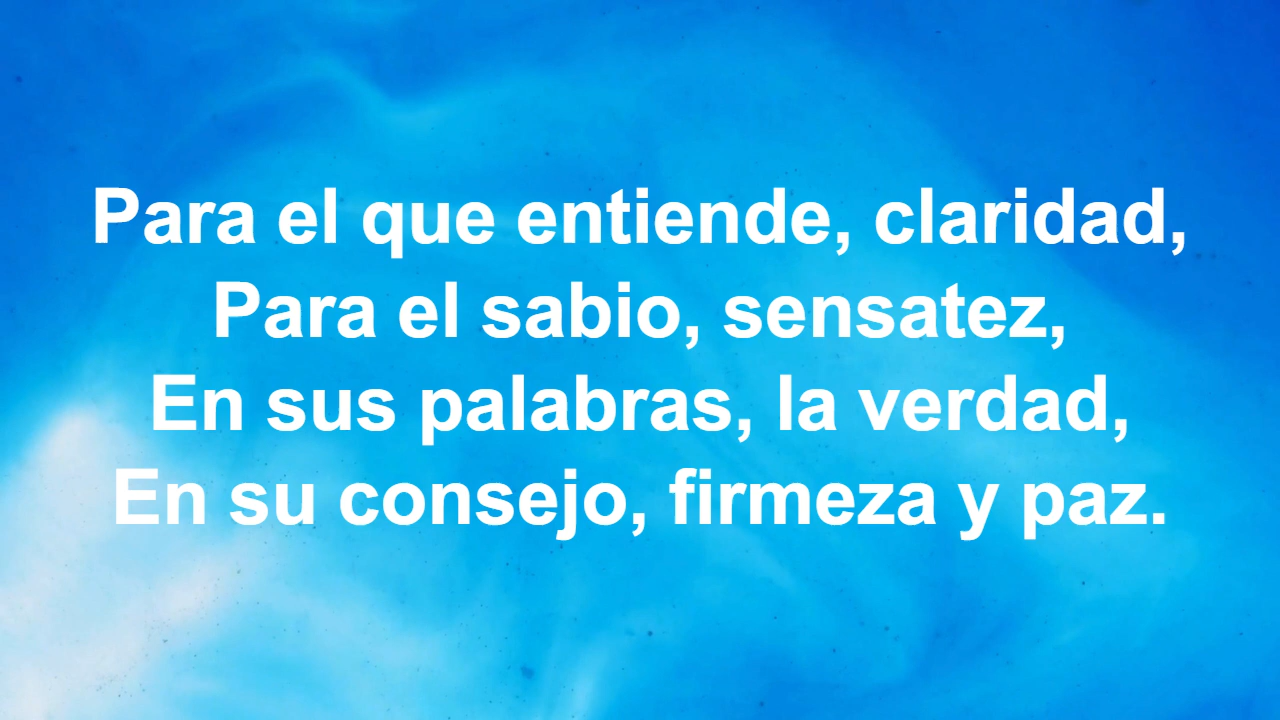 Para el que entiende, claridad,
Para el sabio, sensatez,
En sus palabras, la verdad,
En su consejo, firmeza y paz.